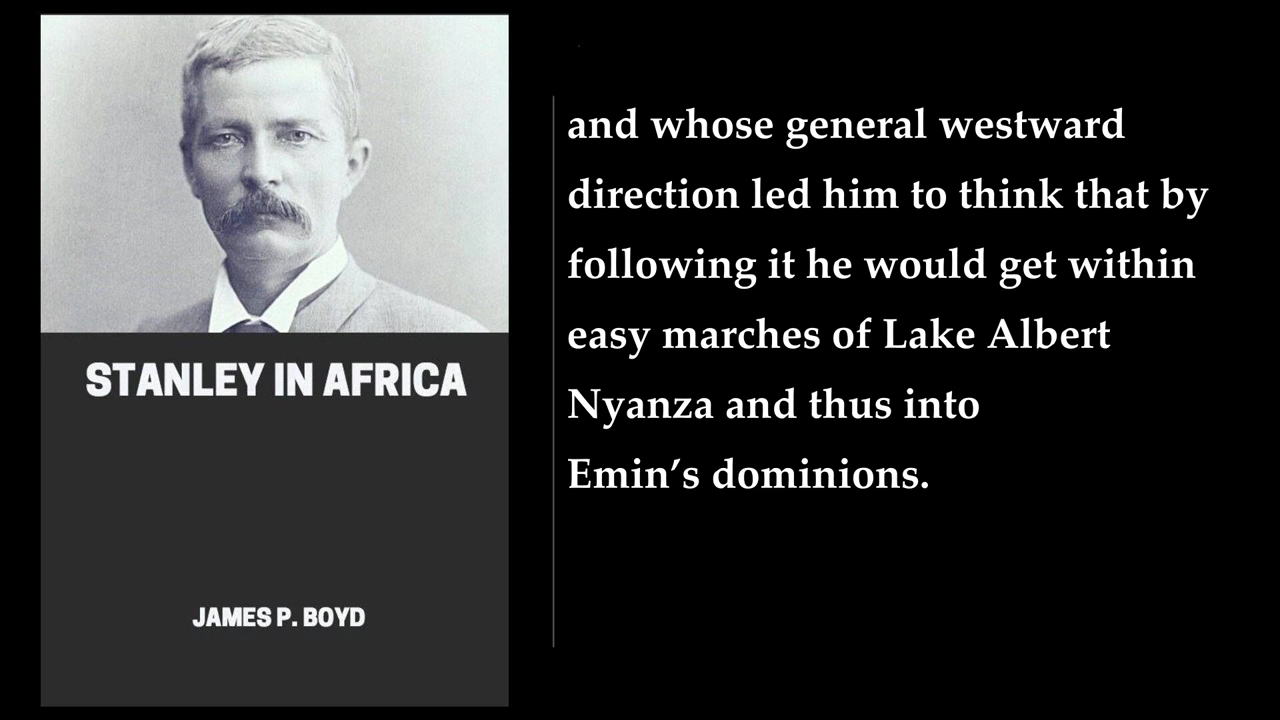 STANLEY IN AFRICA
JAMES P. BOYD
and whose general westward
direction led him to think that by
following it he would get within
easy marches of Lake Albert
Nyanza and thus into
Emin’s dominions.